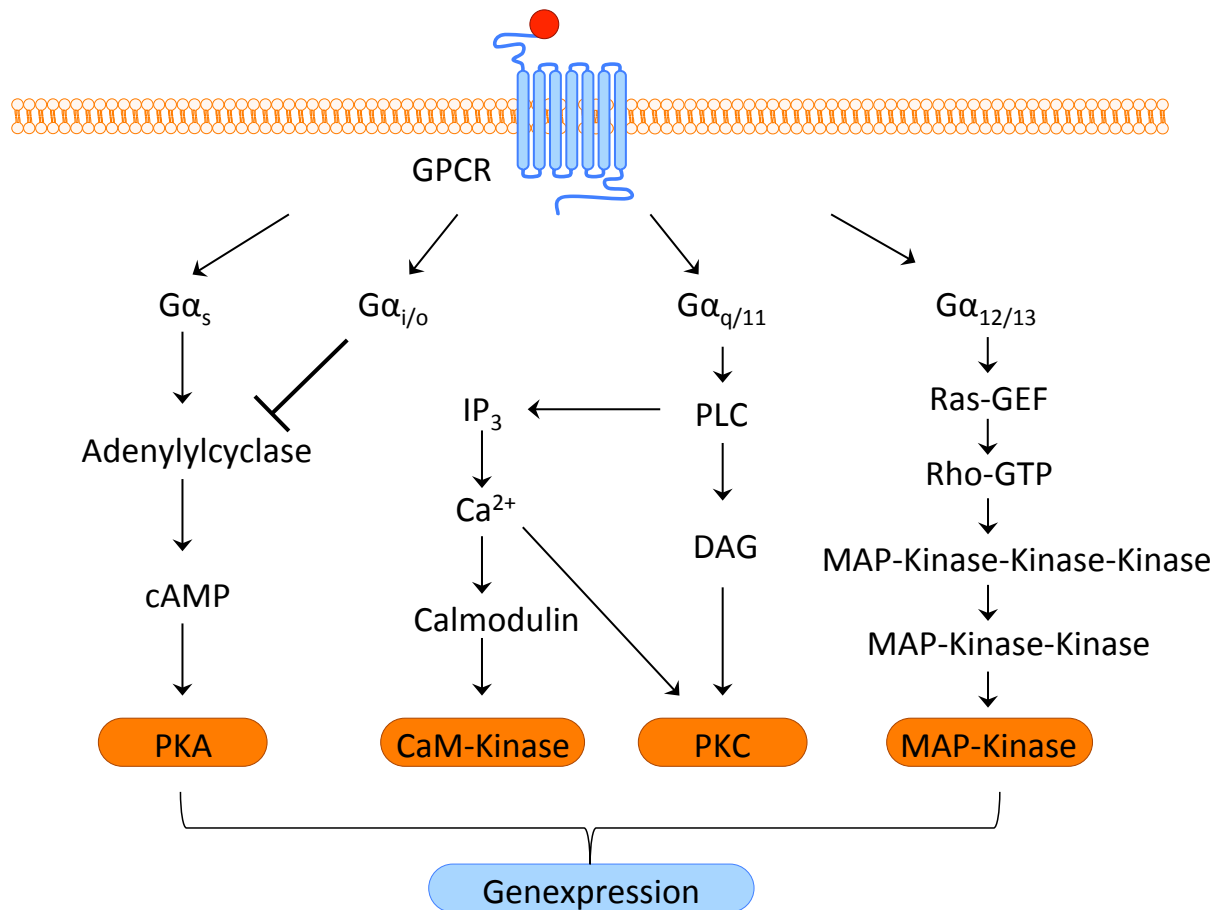 GPCR
Gαs
Gαi/o
Gαq/11
Gα12/13
Adenylylcyclase
cAMP
IP3
PLC
Ca2+
DAG
Calmodulin
Ras-GEF
Rho-GTP
MAP-Kinase-Kinase-Kinase
MAP-Kinase-Kinase
PKA
CaM-Kinase
PKC
MAP-Kinase
Genexpression